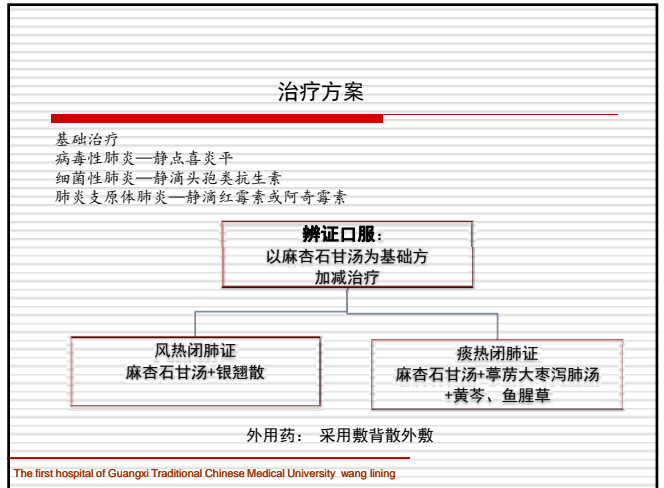 治疗方案
基础治疗
病毒性肺炎—静点喜炎平
细菌性肺炎—静滴头孢类抗生素
肺炎支原体肺炎—静滴红霉素或阿奇霉素
辨证口服：
以麻杏石甘汤为基础方
加减治疗
风热闭肺证
麻杏石甘汤+银翘散
痰热闭肺证
麻杏石甘汤+葶苈大枣泻肺汤
+黄芩、鱼腥草
外用药： 采用敷背散外敷
The first hospital of Guangxi Traditional Chinese Medical University wang lining